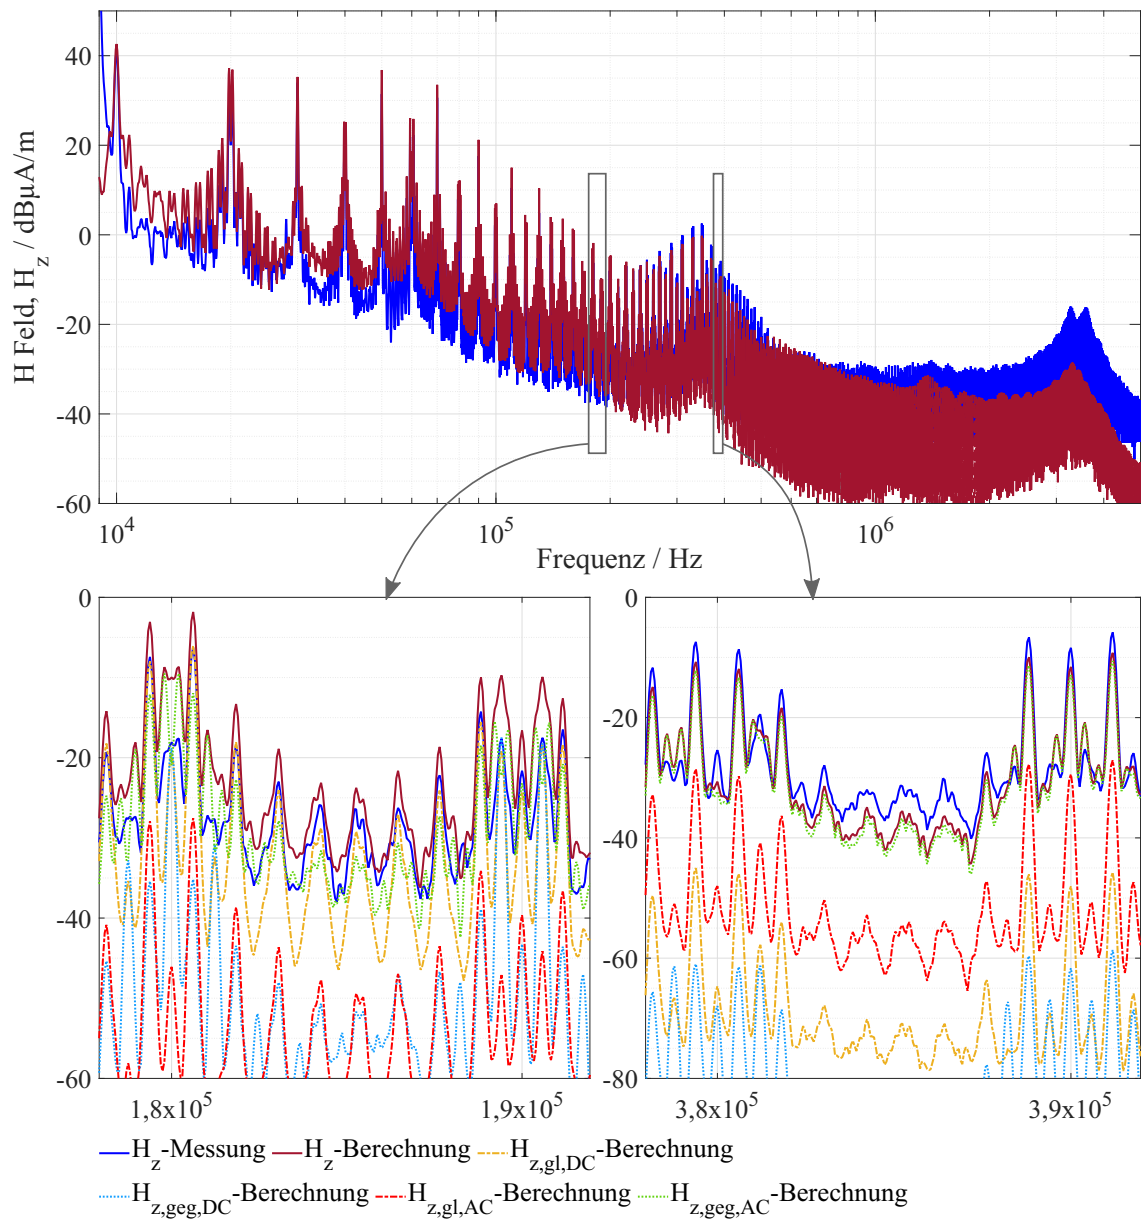 40
20
0
-20
-40
-60
H Feld, H_z / dBµA/m
10^4
10^5
10^6
Frequenz / Hz
0
-20
-40
-60
1,8x10^5
1,9x10^5
0
-20
-40
-60
-80
3,8x10^5
3,9x10^5
H_z-Messung
H_z-Berechnung
H_z,gl,DC-Berechnung
H_z,geg,DC-Berechnung
H_z,gl,AC-Berechnung
H_z,geg,AC-Berechnung